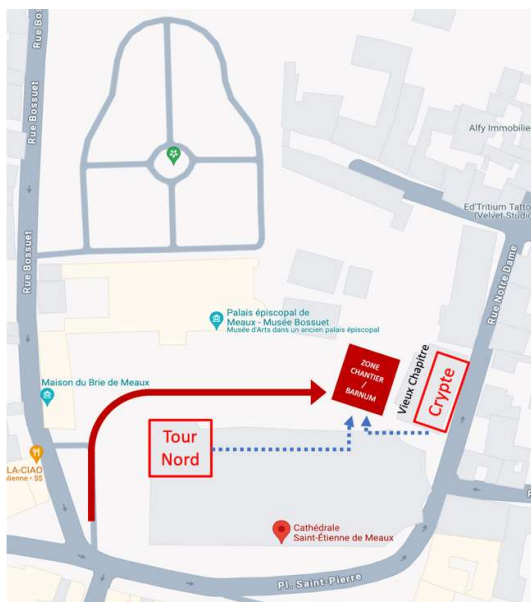 Rue Bossuet
Alfy Immobilie
Ed'Tritium Tatto
(Velvet Studio
Rue Bossuet
Rue Notre Dame
Palais épiscopal de
Meaux - Musée Bossuet
Musée d'Arts dans un ancien palais épiscopal
ZONE
CHANTIER
/
BARNUM
Vieux Chapitre
Crypte
Maison du Brie de Meaux
Tour
Nord
LA-CIAO
alienne • $$
Cathédrale
Saint-Étienne de Meaux
Pl. Saint-Pierre